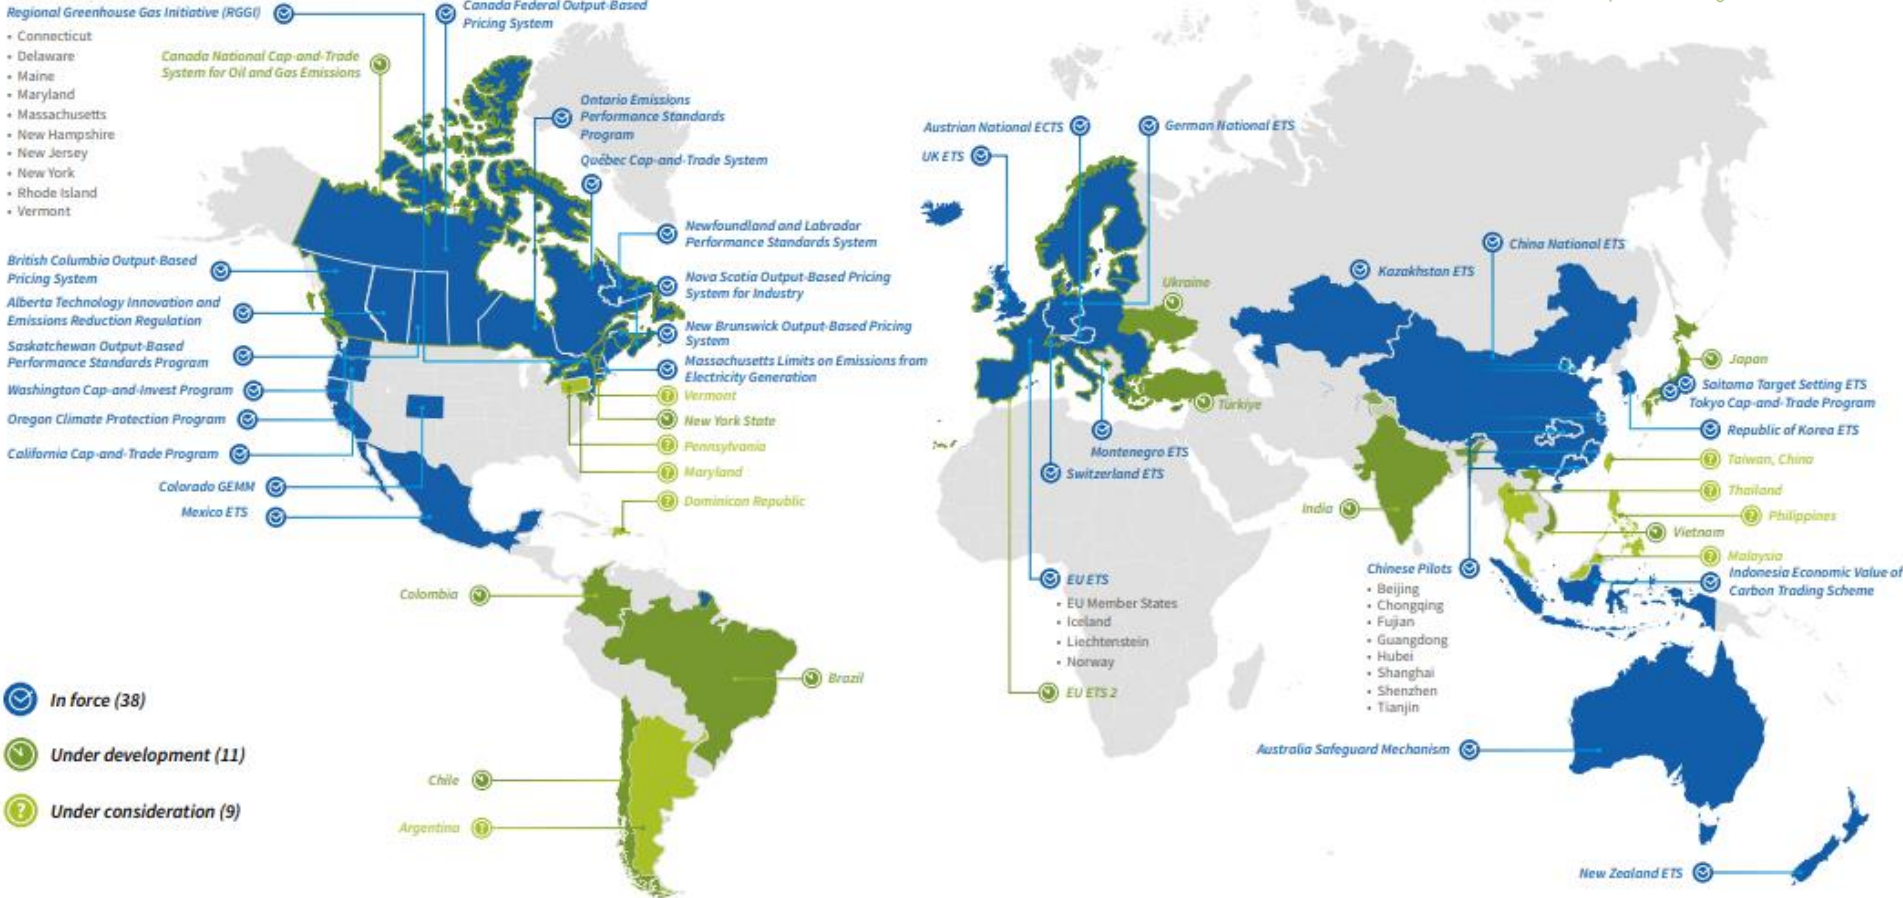 Regional Greenhouse Gas Initiative (RGGI)
• Connecticut
• Delaware
• Maine
• Maryland
• Massachusetts
• New Hampshire
• New Jersey
• New York
• Rhode Island
• Vermont
Canada Federal Output-Based
Pricing System
Canada National Cap-and-Trade
System for Oil and Gas Emissions
Ontario Emissions
Performance Standards
Program
Québec Cap-and-Trade System
Newfoundland and Labrador
Performance Standards System
Nova Scotia Output-Based Pricing
System for Industry
New Brunswick Output-Based Pricing
System
Massachusetts Limits on Emissions from
Electricity Generation
Vermont
New York State
Pennsylvania
Maryland
Dominican Republic
British Columbia Output-Based
Pricing System
Alberta Technology Innovation and
Emissions Reduction Regulation
Saskatchewan Output-Based
Performance Standards Program
Washington Cap-and-Invest Program
Oregon Climate Protection Program
California Cap-and-Trade Program
Colorado GEMM
Mexico ETS
Colombia
Brazil
Chile
Argentina
In force (38)
Under development (11)
Under consideration (9)
Austrian National ECTS
German National ETS
UK ETS
Ukraine
Türkiye
Montenegro ETS
Switzerland ETS
EU ETS
• EU Member States
• Iceland
• Liechtenstein
• Norway
EU ETS 2
China National ETS
Kazakhstan ETS
Japan
Saitama Target Setting ETS
Tokyo Cap-and-Trade Program
Republic of Korea ETS
Taiwan, China
Thailand
Philippines
Vietnam
Malaysia
Indonesia Economic Value of
Carbon Trading Scheme
India
Chinese Pilots
• Beijing
• Chongqing
• Fujian
• Guangdong
• Hubei
• Shanghai
• Shenzhen
• Tianjin
Australia Safeguard Mechanism
New Zealand ETS